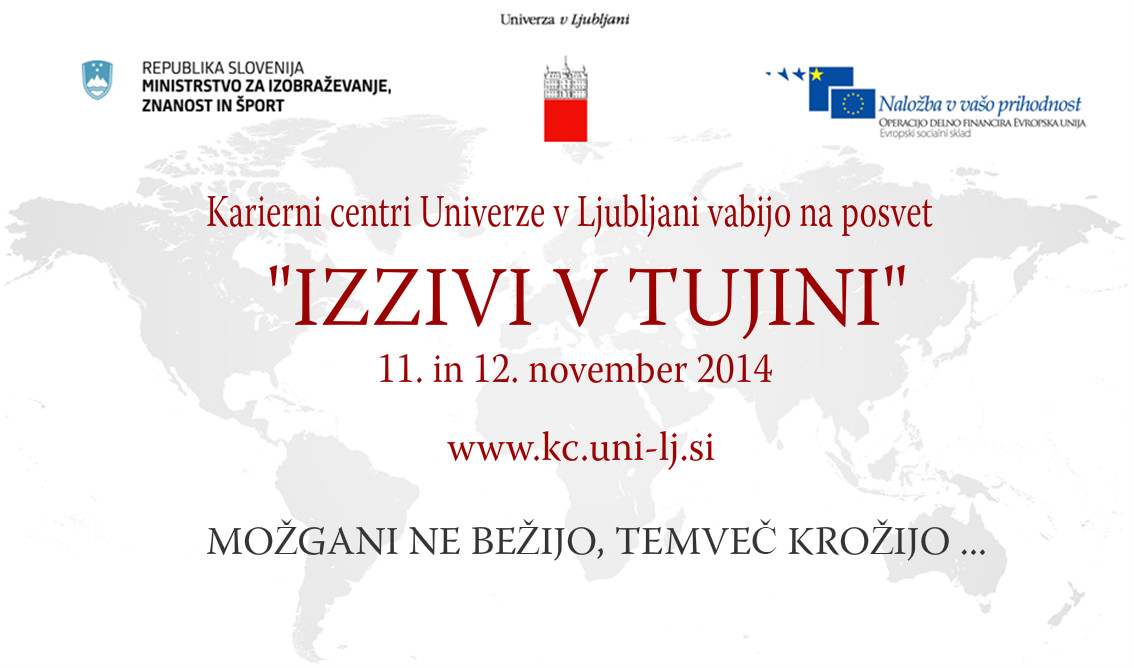 Univerza v Ljubljani
REPUBLIKA SLOVENIJA
MINISTRSTVO ZA IZOBRAŽEVANJE,
ZNANOST IN ŠPORT
Naložba v vašo prihodnost
OPERACIJO DELNO FINANCIRA EVROPSKA UNIJA
Evropski socialni sklad
Karierni centri Univerze v Ljubljani vabijo na posvet
"IZZIVI V TUJINI"
11. in 12. november 2014
www.kc.uni-lj.si
MOŽGANI NE BEŽIJO, TEMVEČ KROŽIJO ...